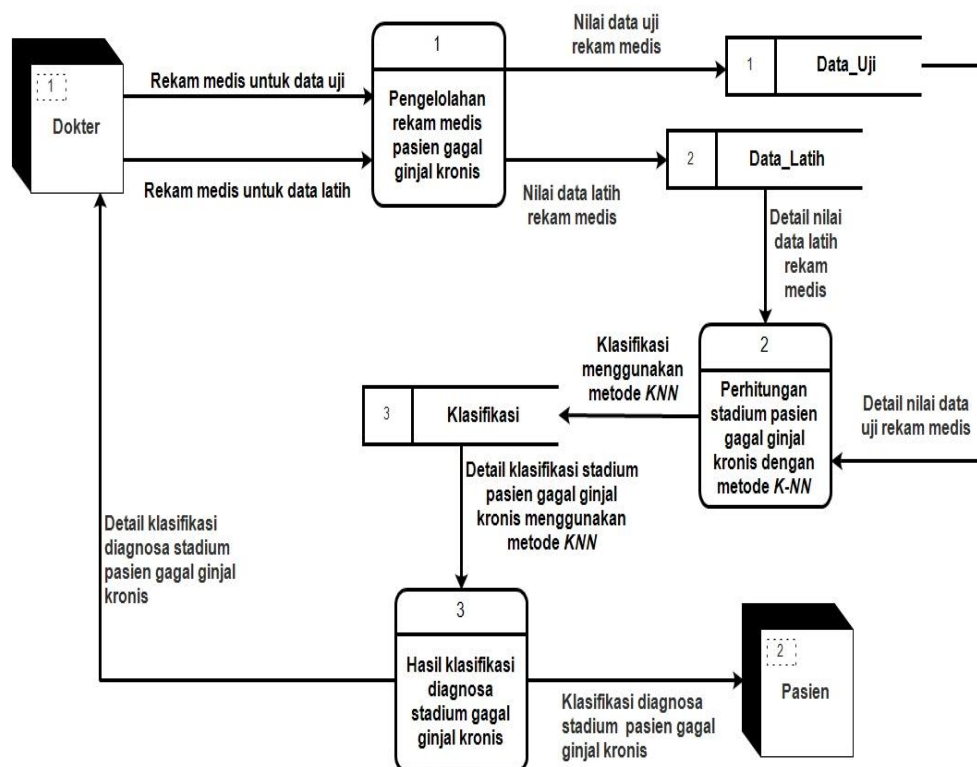 1
Dokter
Rekam medis untuk data uji
Rekam medis untuk data latih
1
Pengelolahan
rekam medis
pasien gagal
ginjal kronis
Nilai data uji
rekam medis
1
Data_Uji
Nilai data latih
rekam medis
2
Data_Latih
Detail nilai
data latih
rekam
medis
2
Perhitungan
stadium pasien
gagal ginjal
kronis dengan
metode K-NN
Detail nilai data
uji rekam medis
Klasifikasi
menggunakan
metode KNN
3
Klasifikasi
Detail klasifikasi stadium
pasien gagal ginjal
kronis menggunakan
metode KNN
Detail klasifikasi
diagnosa stadium
pasien gagal ginjal
kronis
3
Hasil klasifikasi
diagnosa
stadium gagal
ginjal kronis
Klasifikasi diagnosa
stadium pasien gagal
ginjal kronis
2
Pasien